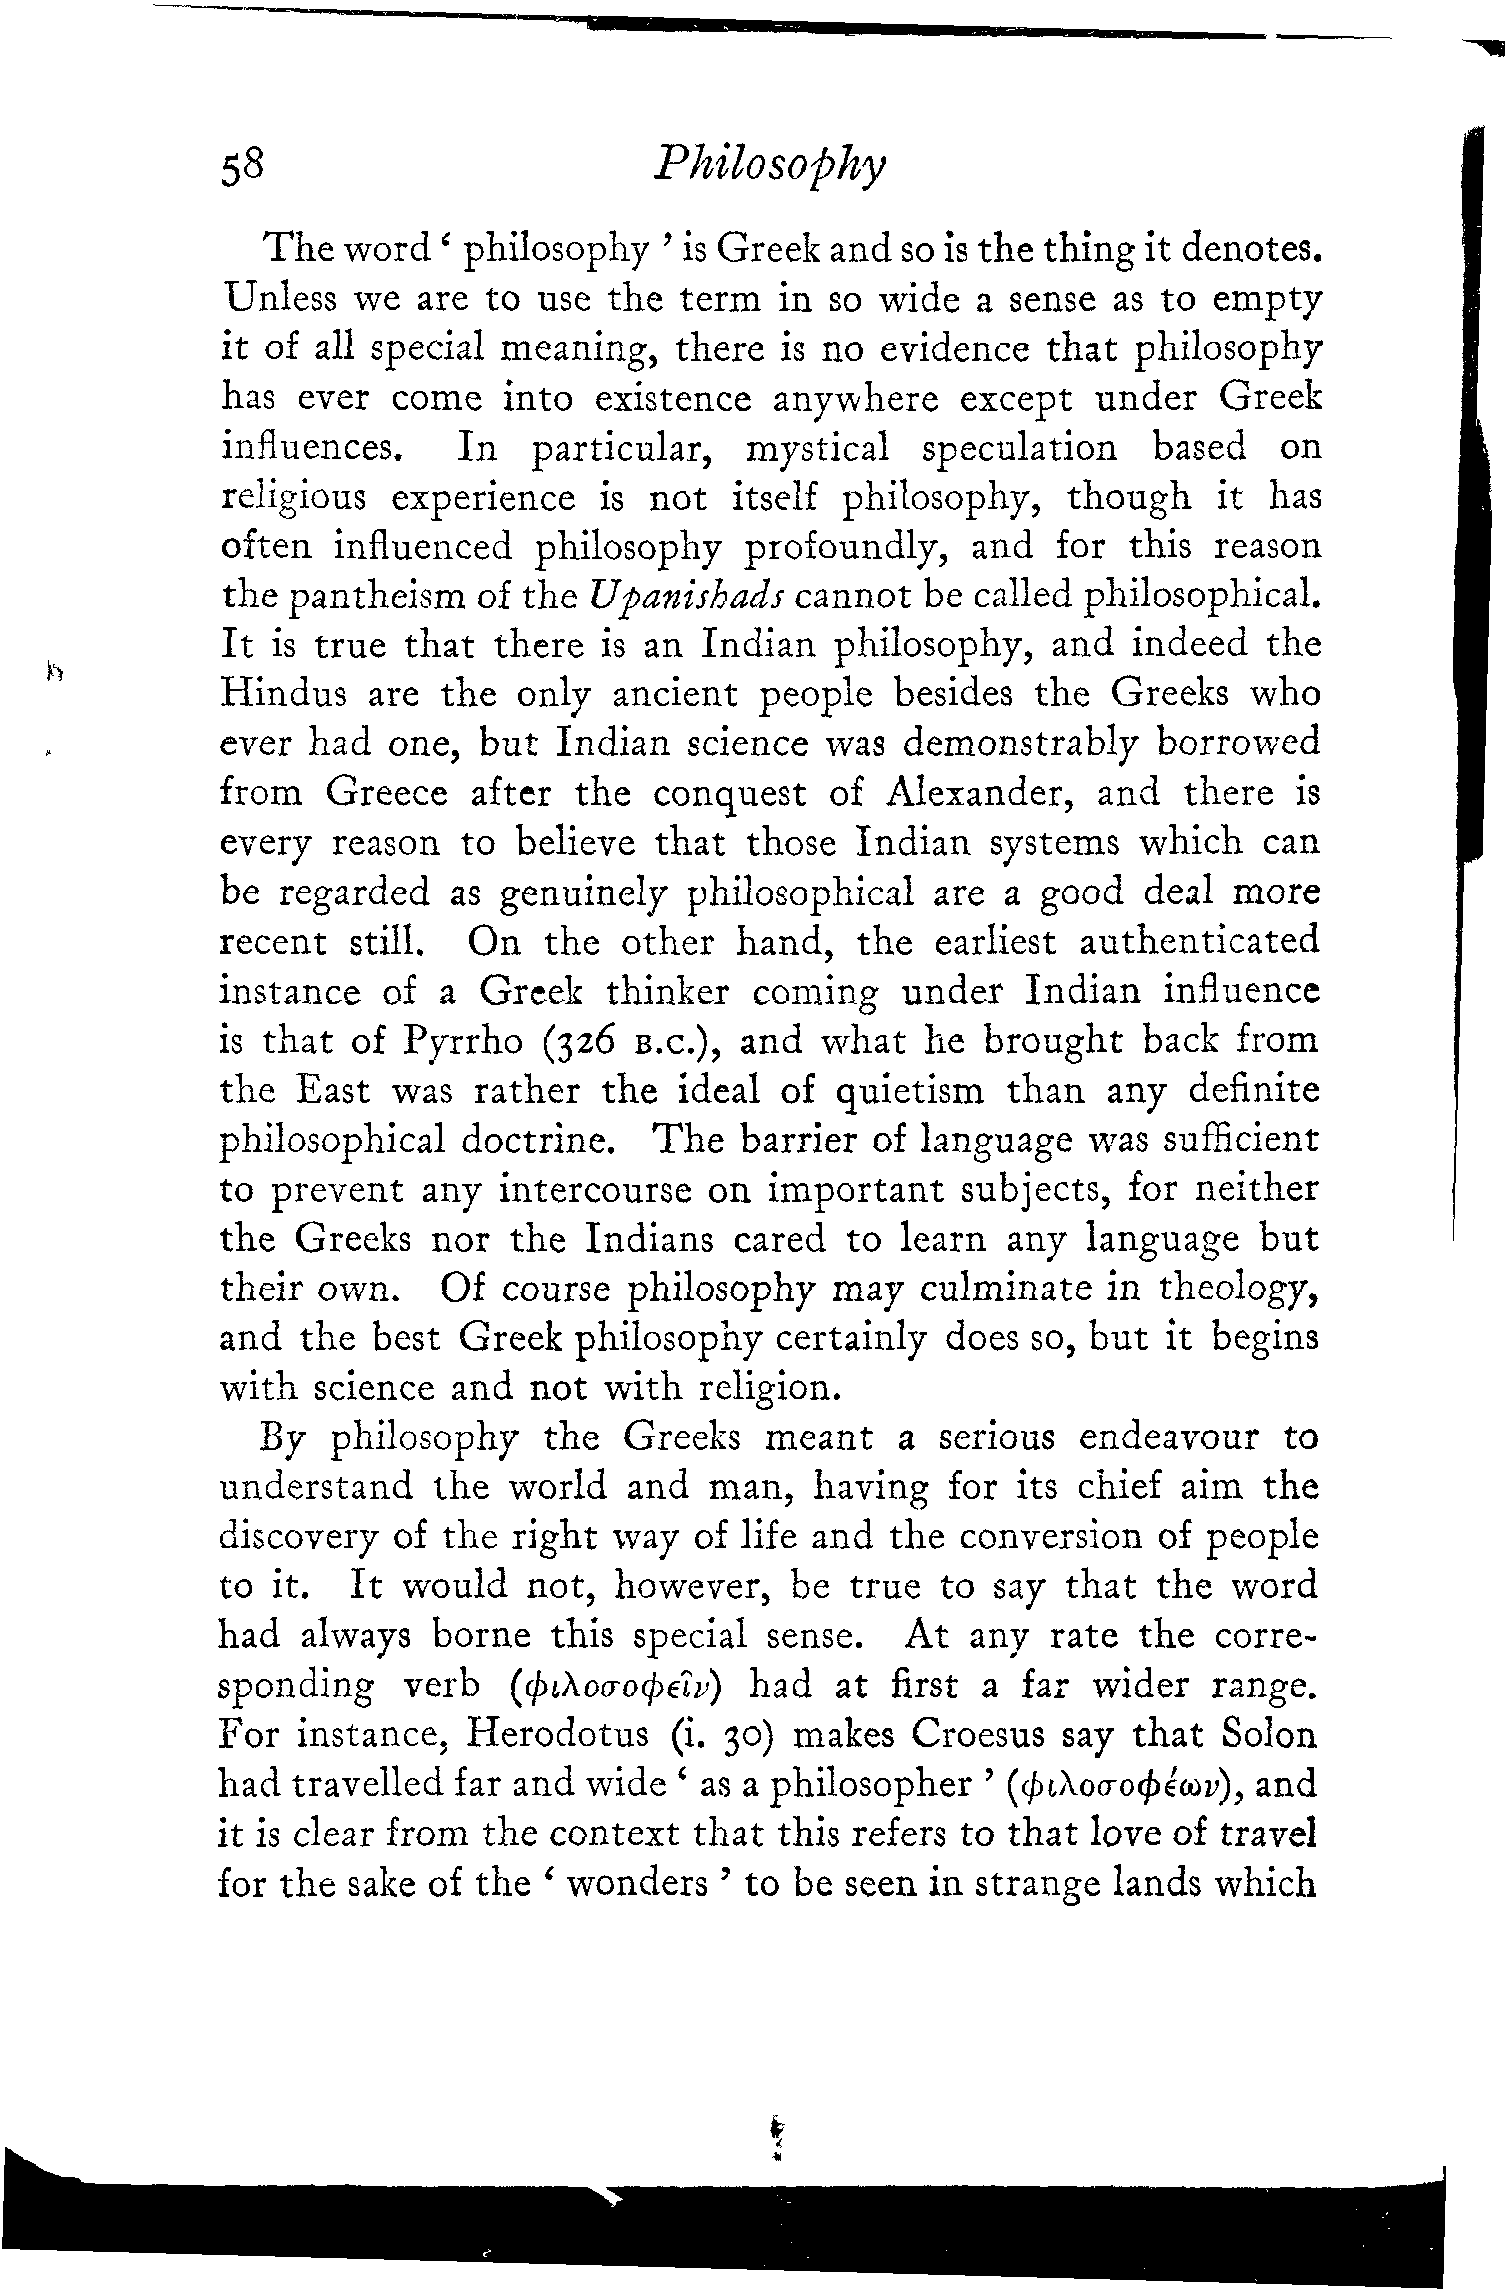 58 Philosophy
The word ‘ philosophy ’ is Greek and so is the thing it denotes.
Unless we are to use the term in so wide a sense as to empty
it of all special meaning, there is no evidence that philosophy
has ever come into existence anywhere except under Greek
influences. In particular, mystical speculation based on
religious experience is not itself philosophy, though it has
often influenced philosophy profoundly, and for this reason
the pantheism of the Upanishads cannot be called philosophical.
It is true that there is an Indian philosophy, and indeed the
Hindus are the only ancient people besides the Greeks who
ever had one, but Indian science was demonstrably borrowed
from Greece after the conquest of Alexander, and there is
every reason to believe that those Indian systems which can
be regarded as genuinely philosophical are a good deal more
recent still. On the other hand, the earliest authenticated
instance of a Greek thinker coming under Indian influence
is that of Pyrrho (326 B.C.), and what he brought back from
the East was rather the ideal of quietism than any definite
philosophical doctrine. The barrier of language was sufficient
to prevent any intercourse on important subjects, for neither
the Greeks nor the Indians cared to learn any language but
their own. Of course philosophy may culminate in theology,
and the best Greek philosophy certainly does so, but it begins
with science and not with religion.
By philosophy the Greeks meant a serious endeavour to
understand the world and man, having for its chief aim the
discovery of the right way of life and the conversion of people
to it. It would not, however, be true to say that the word
had always borne this special sense. At any rate the corre-
sponding verb (φιλοσοφεῖν) had at first a far wider range.
For instance, Herodotus (i. 30) makes Croesus say that Solon
had travelled far and wide ‘ as a philosopher ’ (φιλοσοφέων), and
it is clear from the context that this refers to that love of travel
for the sake of the ‘ wonders ’ to be seen in strange lands which